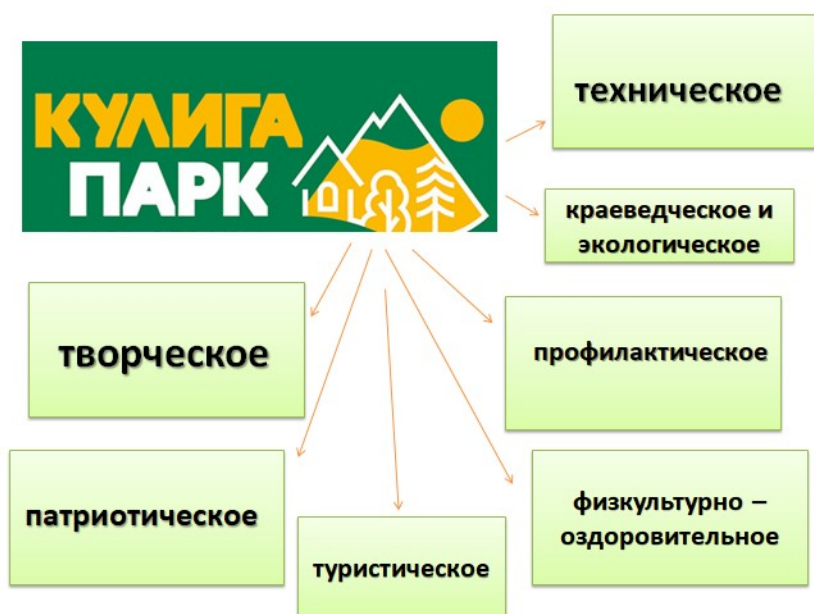 КУЛИГА
ПАРК
техническое
краеведческое и
экологическое
творческое
профилактическое
патриотическое
туристическое
физкультурно –
оздоровительное